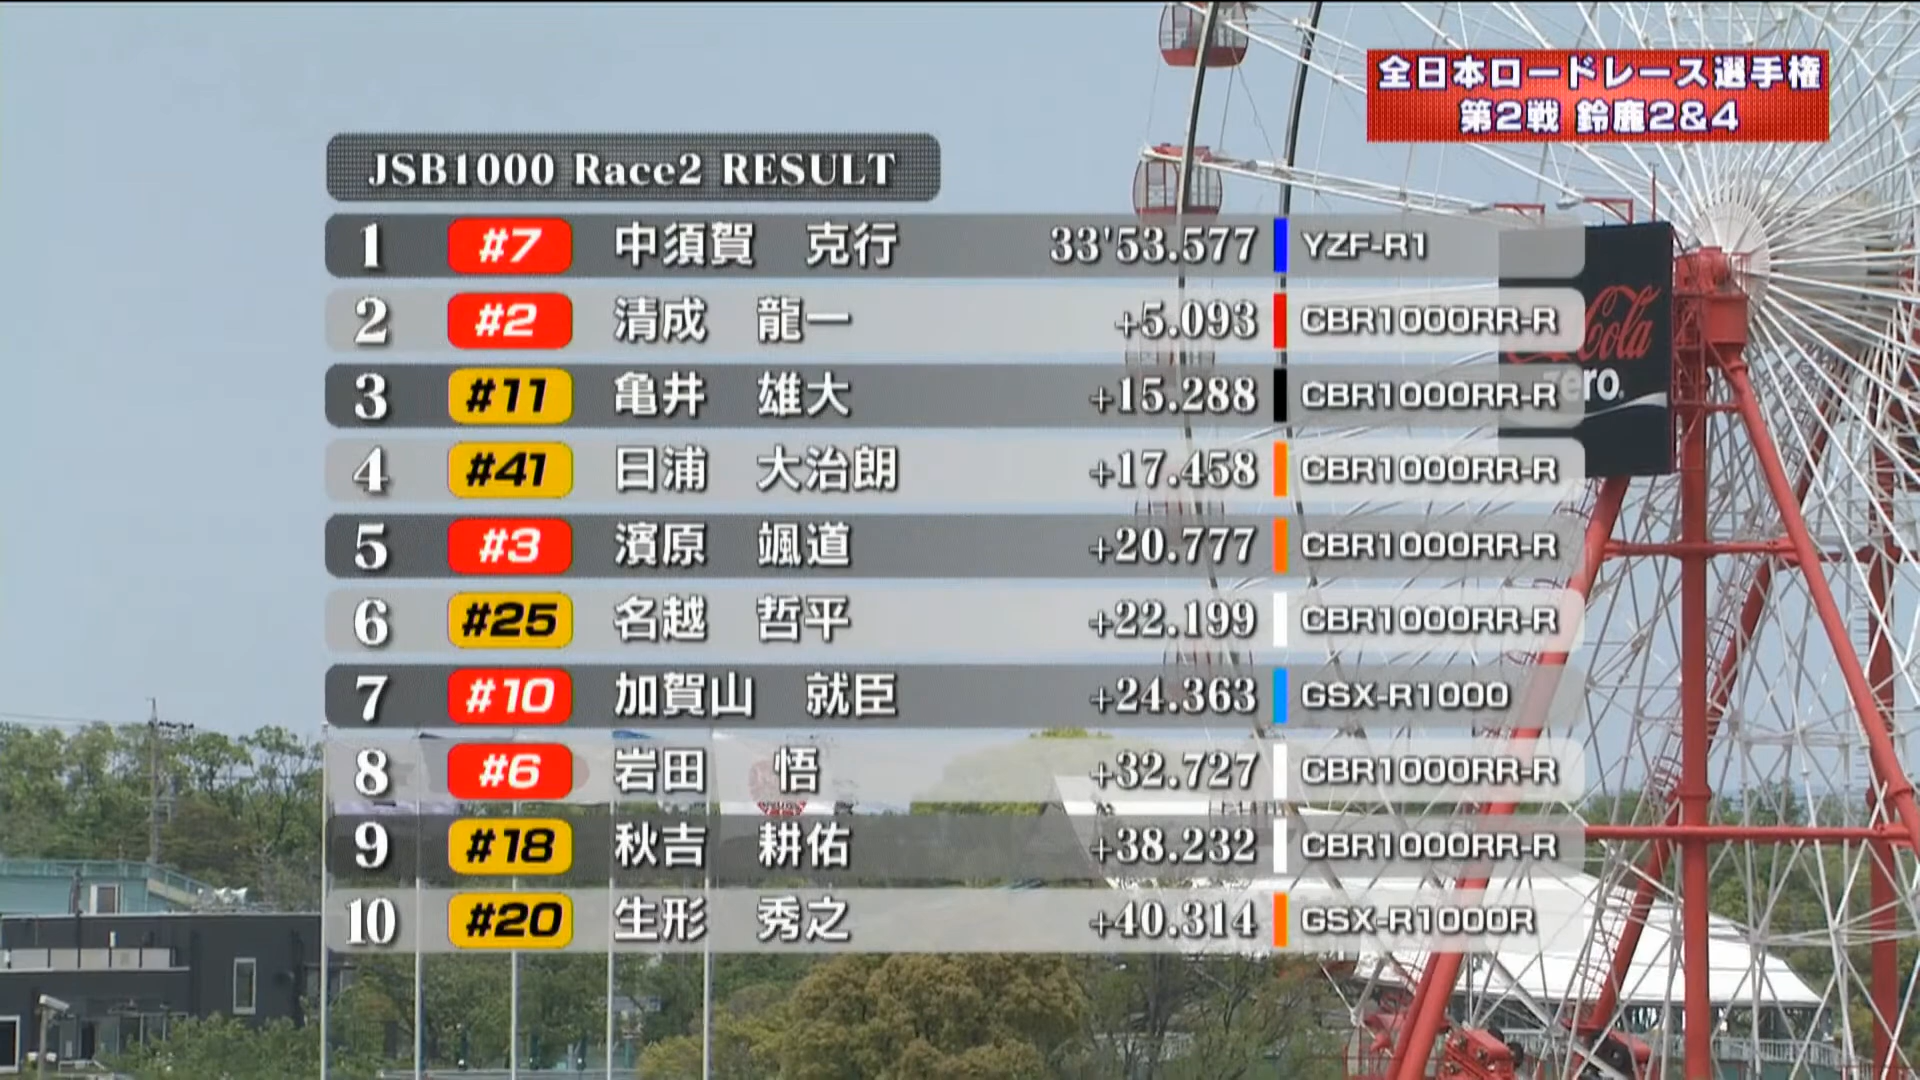 全日本ロードレース選手権
第2戦 鈴鹿2&4
JSB1000 Race2 RESULT
1 #7 中須賀 克行 33'53.577 YZF-R1
2 #2 清成 龍一 +5.093 CBR1000RR-R
3 #11 亀井 雄大 +15.288 CBR1000RR-R
4 #41 日浦 大治朗 +17.458 CBR1000RR-R
5 #3 濱原 颯道 +20.777 CBR1000RR-R
6 #25 名越 哲平 +22.199 CBR1000RR-R
7 #10 加賀山 就臣 +24.363 GSX-R1000
8 #6 岩田 悟 +32.727 CBR1000RR-R
9 #18 秋吉 耕佑 +38.232 CBR1000RR-R
10 #20 生形 秀之 +40.314 GSX-R1000R
Cola
zero.